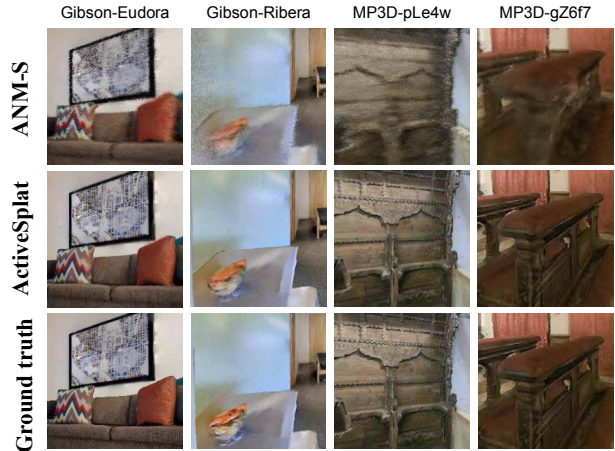 Gibson-Eudora Gibson-Ribera MP3D-pLe4w MP3D-gZ6f7
ANM-S
ActiveSplat
Ground truth